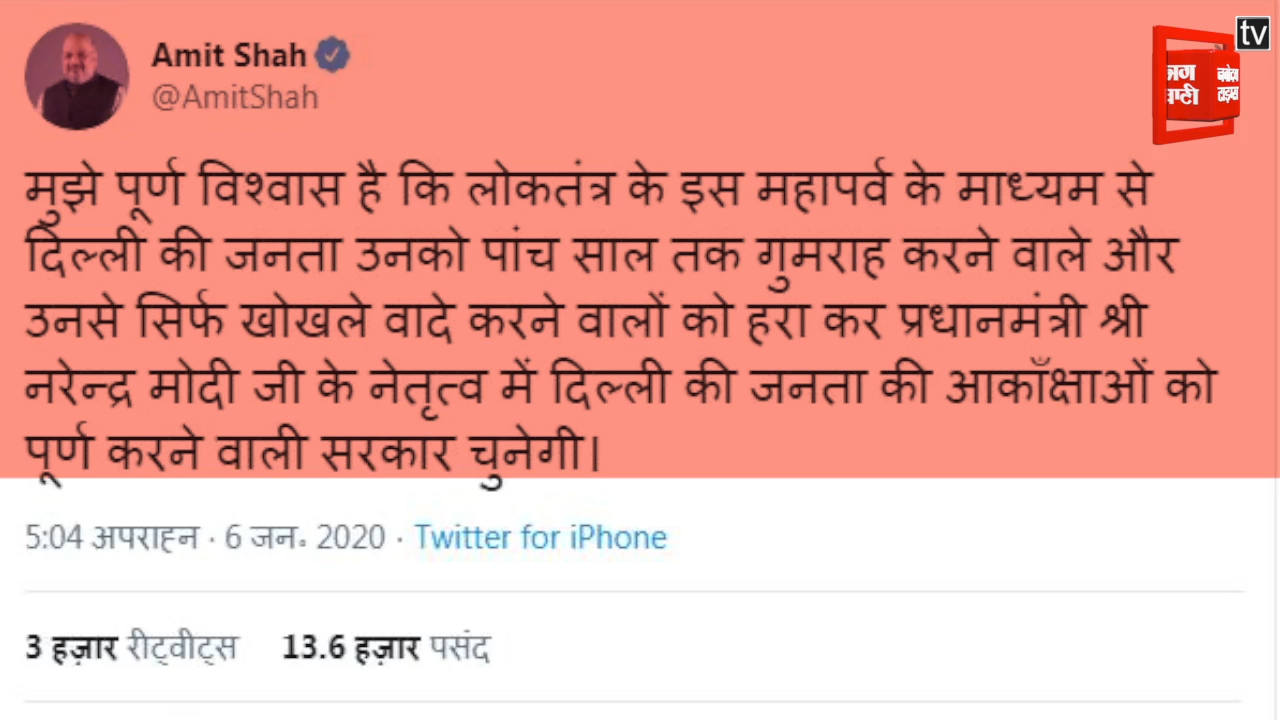 Amit Shah
@AmitShah
tv
मुझे पूर्ण विश्वास है कि लोकतंत्र के इस महापर्व के माध्यम से
दिल्ली की जनता उनको पांच साल तक गुमराह करने वाले और
उनसे सिर्फ खोखले वादे करने वालों को हरा कर प्रधानमंत्री श्री
नरेन्द्र मोदी जी के नेतृत्व में दिल्ली की जनता की आकाँक्षाओं को
पूर्ण करने वाली सरकार चुनेगी।
5:04 अपराह्न · 6 जन॰ 2020 · Twitter for iPhone
3 हज़ार रीट्वीट्स 13.6 हज़ार पसंद